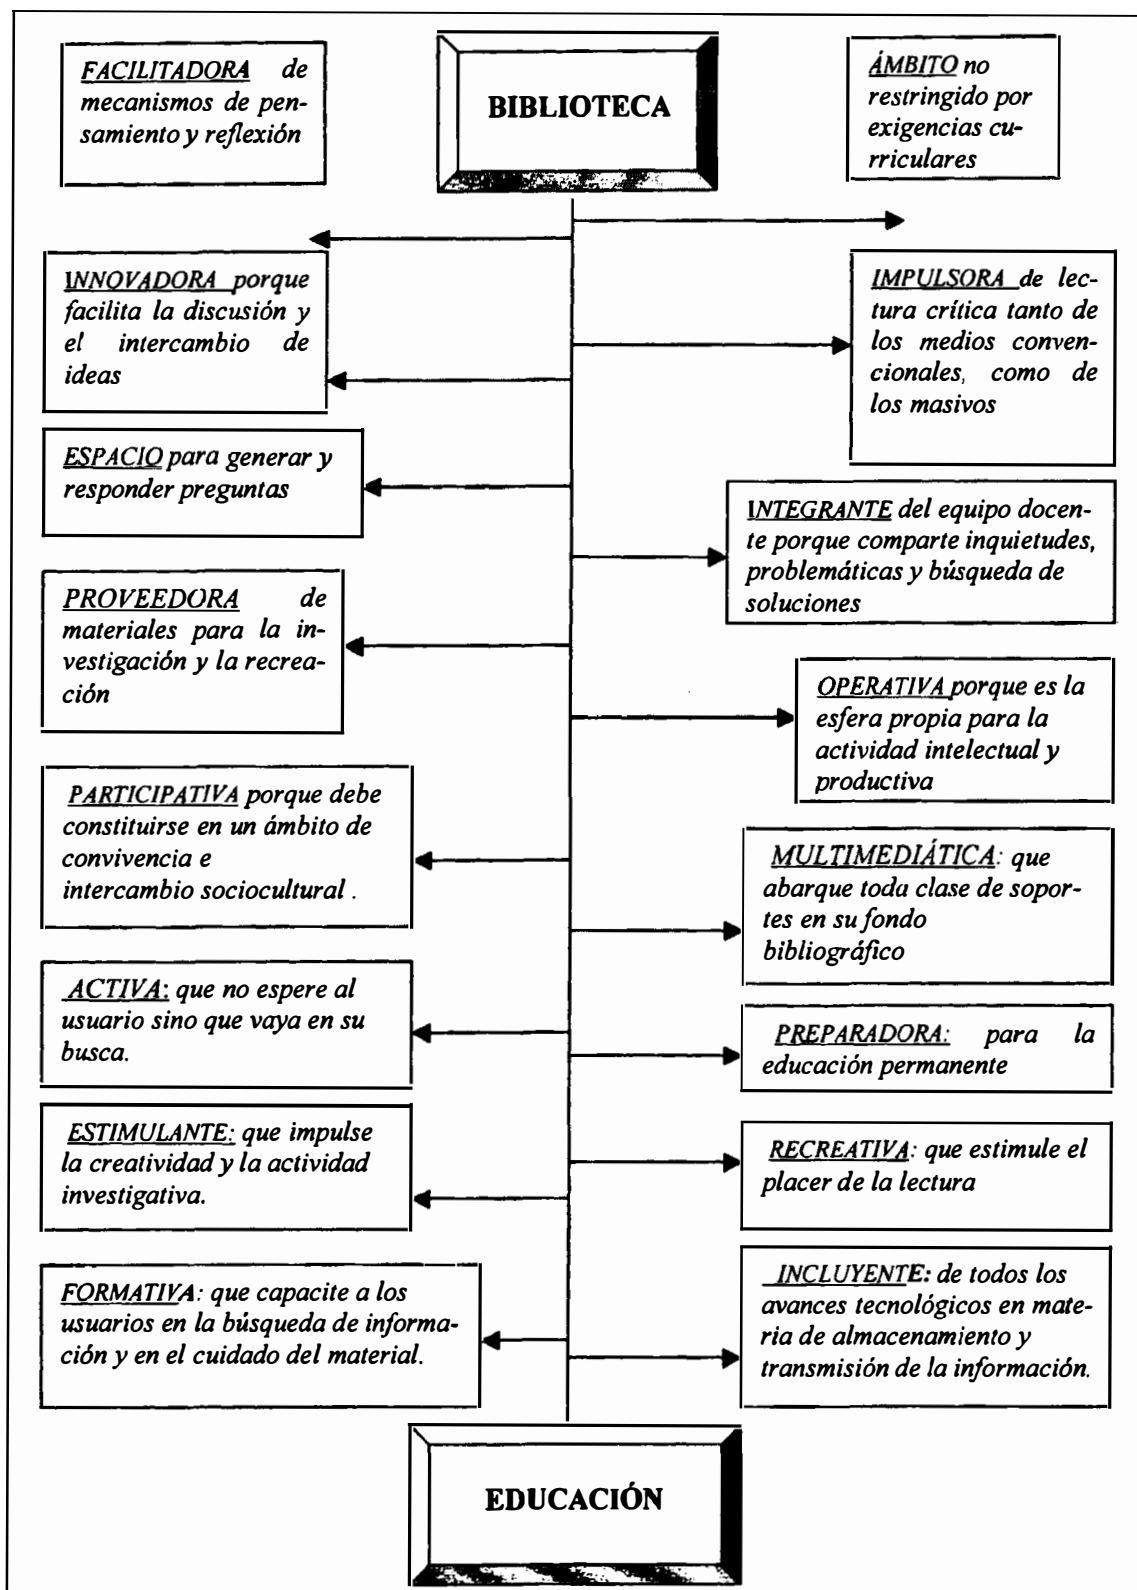 BIBLIOTECA
FACILITADORA de
mecanismos de pen-
samiento y reflexión
ÁMBITO no
restringido por
exigencias cu-
rriculares
INNOVADORA porque
facilita la discusión y
el intercambio de
ideas
IMPULSORA de lec-
tura crítica tanto de
los medios conven-
cionales, como de
los masivos
ESPACIO para generar y
responder preguntas
INTEGRANTE del equipo docen-
te porque comparte inquietudes,
problemáticas y búsqueda de
soluciones
PROVEEDORA de
materiales para la in-
vestigación y la recrea-
ción
OPERATIVA porque es la
esfera propia para la
actividad intelectual y
productiva
PARTICIPATIVA porque debe
constituirse en un ámbito de
convivencia e
intercambio sociocultural .
MULTIMEDIÁTICA: que
abarque toda clase de sopor-
tes en su fondo
bibliográfico
ACTIVA: que no espere al
usuario sino que vaya en su
busca.
PREPARADORA: para la
educación permanente
ESTIMULANTE: que impulse
la creatividad y la actividad
investigativa.
RECREATIVA: que estimule el
placer de la lectura
FORMATIVA: que capacite a los
usuarios en la búsqueda de informa-
ción y en el cuidado del material.
INCLUYENTE: de todos los
avances tecnológicos en mate-
ria de almacenamiento y
transmisión de la información.
EDUCACIÓN